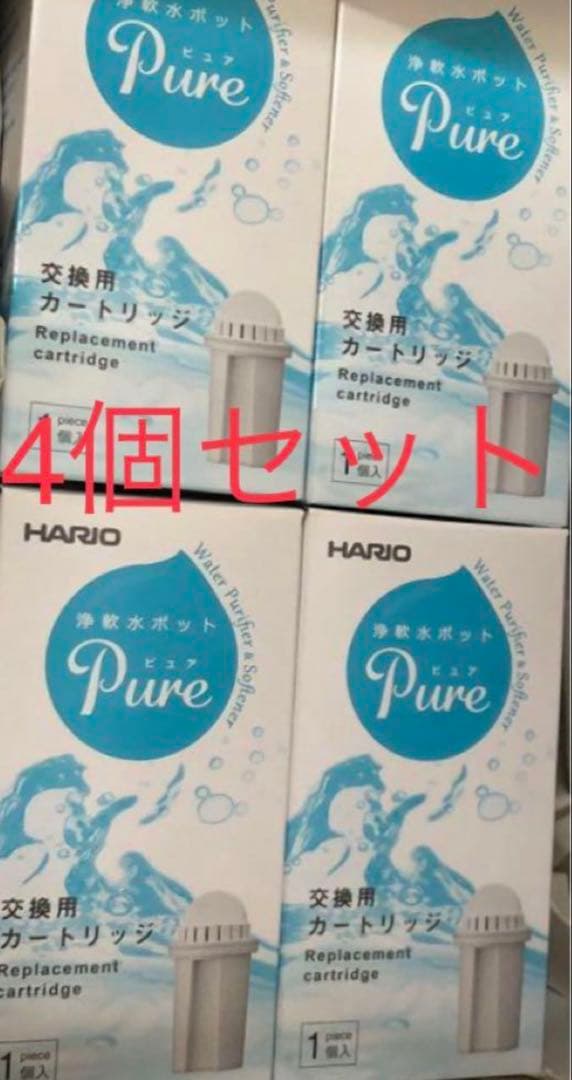 浄軟水ポット
ピュア
Pure
Water Purifier & Softener
交換用
カートリッジ
Replacement
cartridge
piece
個入
浄軟水ポット
ピュア
Pure
Water Purifier & Softener
交換用
カートリッジ
Replacement
cartridge
1 piece
個入
4個セット
HARIO
浄軟水ポット
ピュア
Pure
Water Purifier & Softener
交換用
カートリッジ
Replacement
cartridge
1 piece
個入
HARIO
浄軟水ポット
ピュア
Pure
Water Purifier & Softener
交換用
カートリッジ
Replacement
cartridge
1 piece
個入